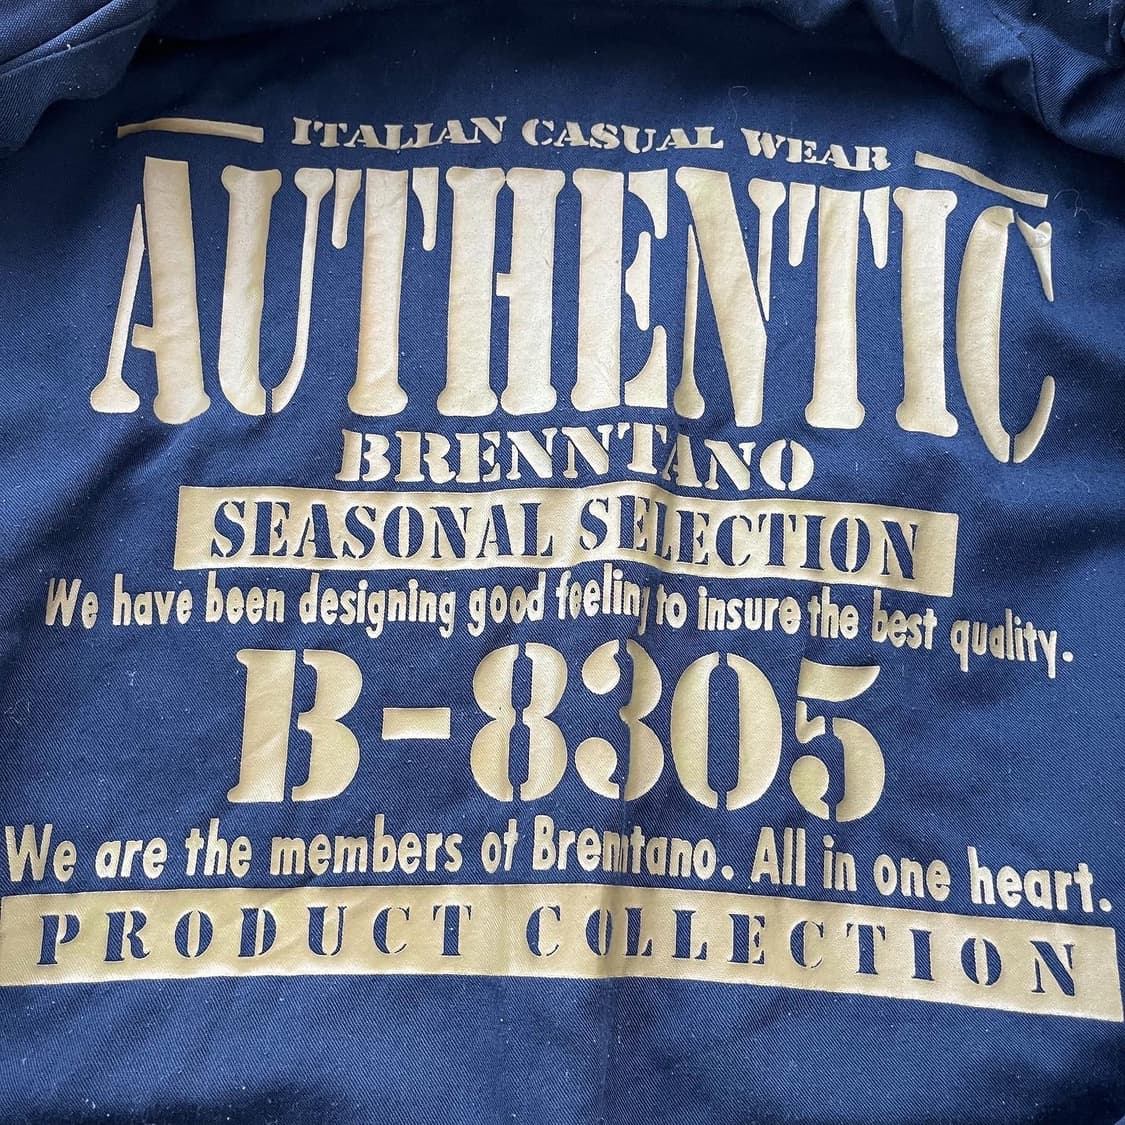 ITALIAN CASUAL WEAR
AUTHENTIC
BRENNTANO
SEASONAL SELECTION
We have been designing good feeling to insure the best quality.
B-8305
We are the members of Brenntano. All in one heart.
PRODUCT COLLECTION